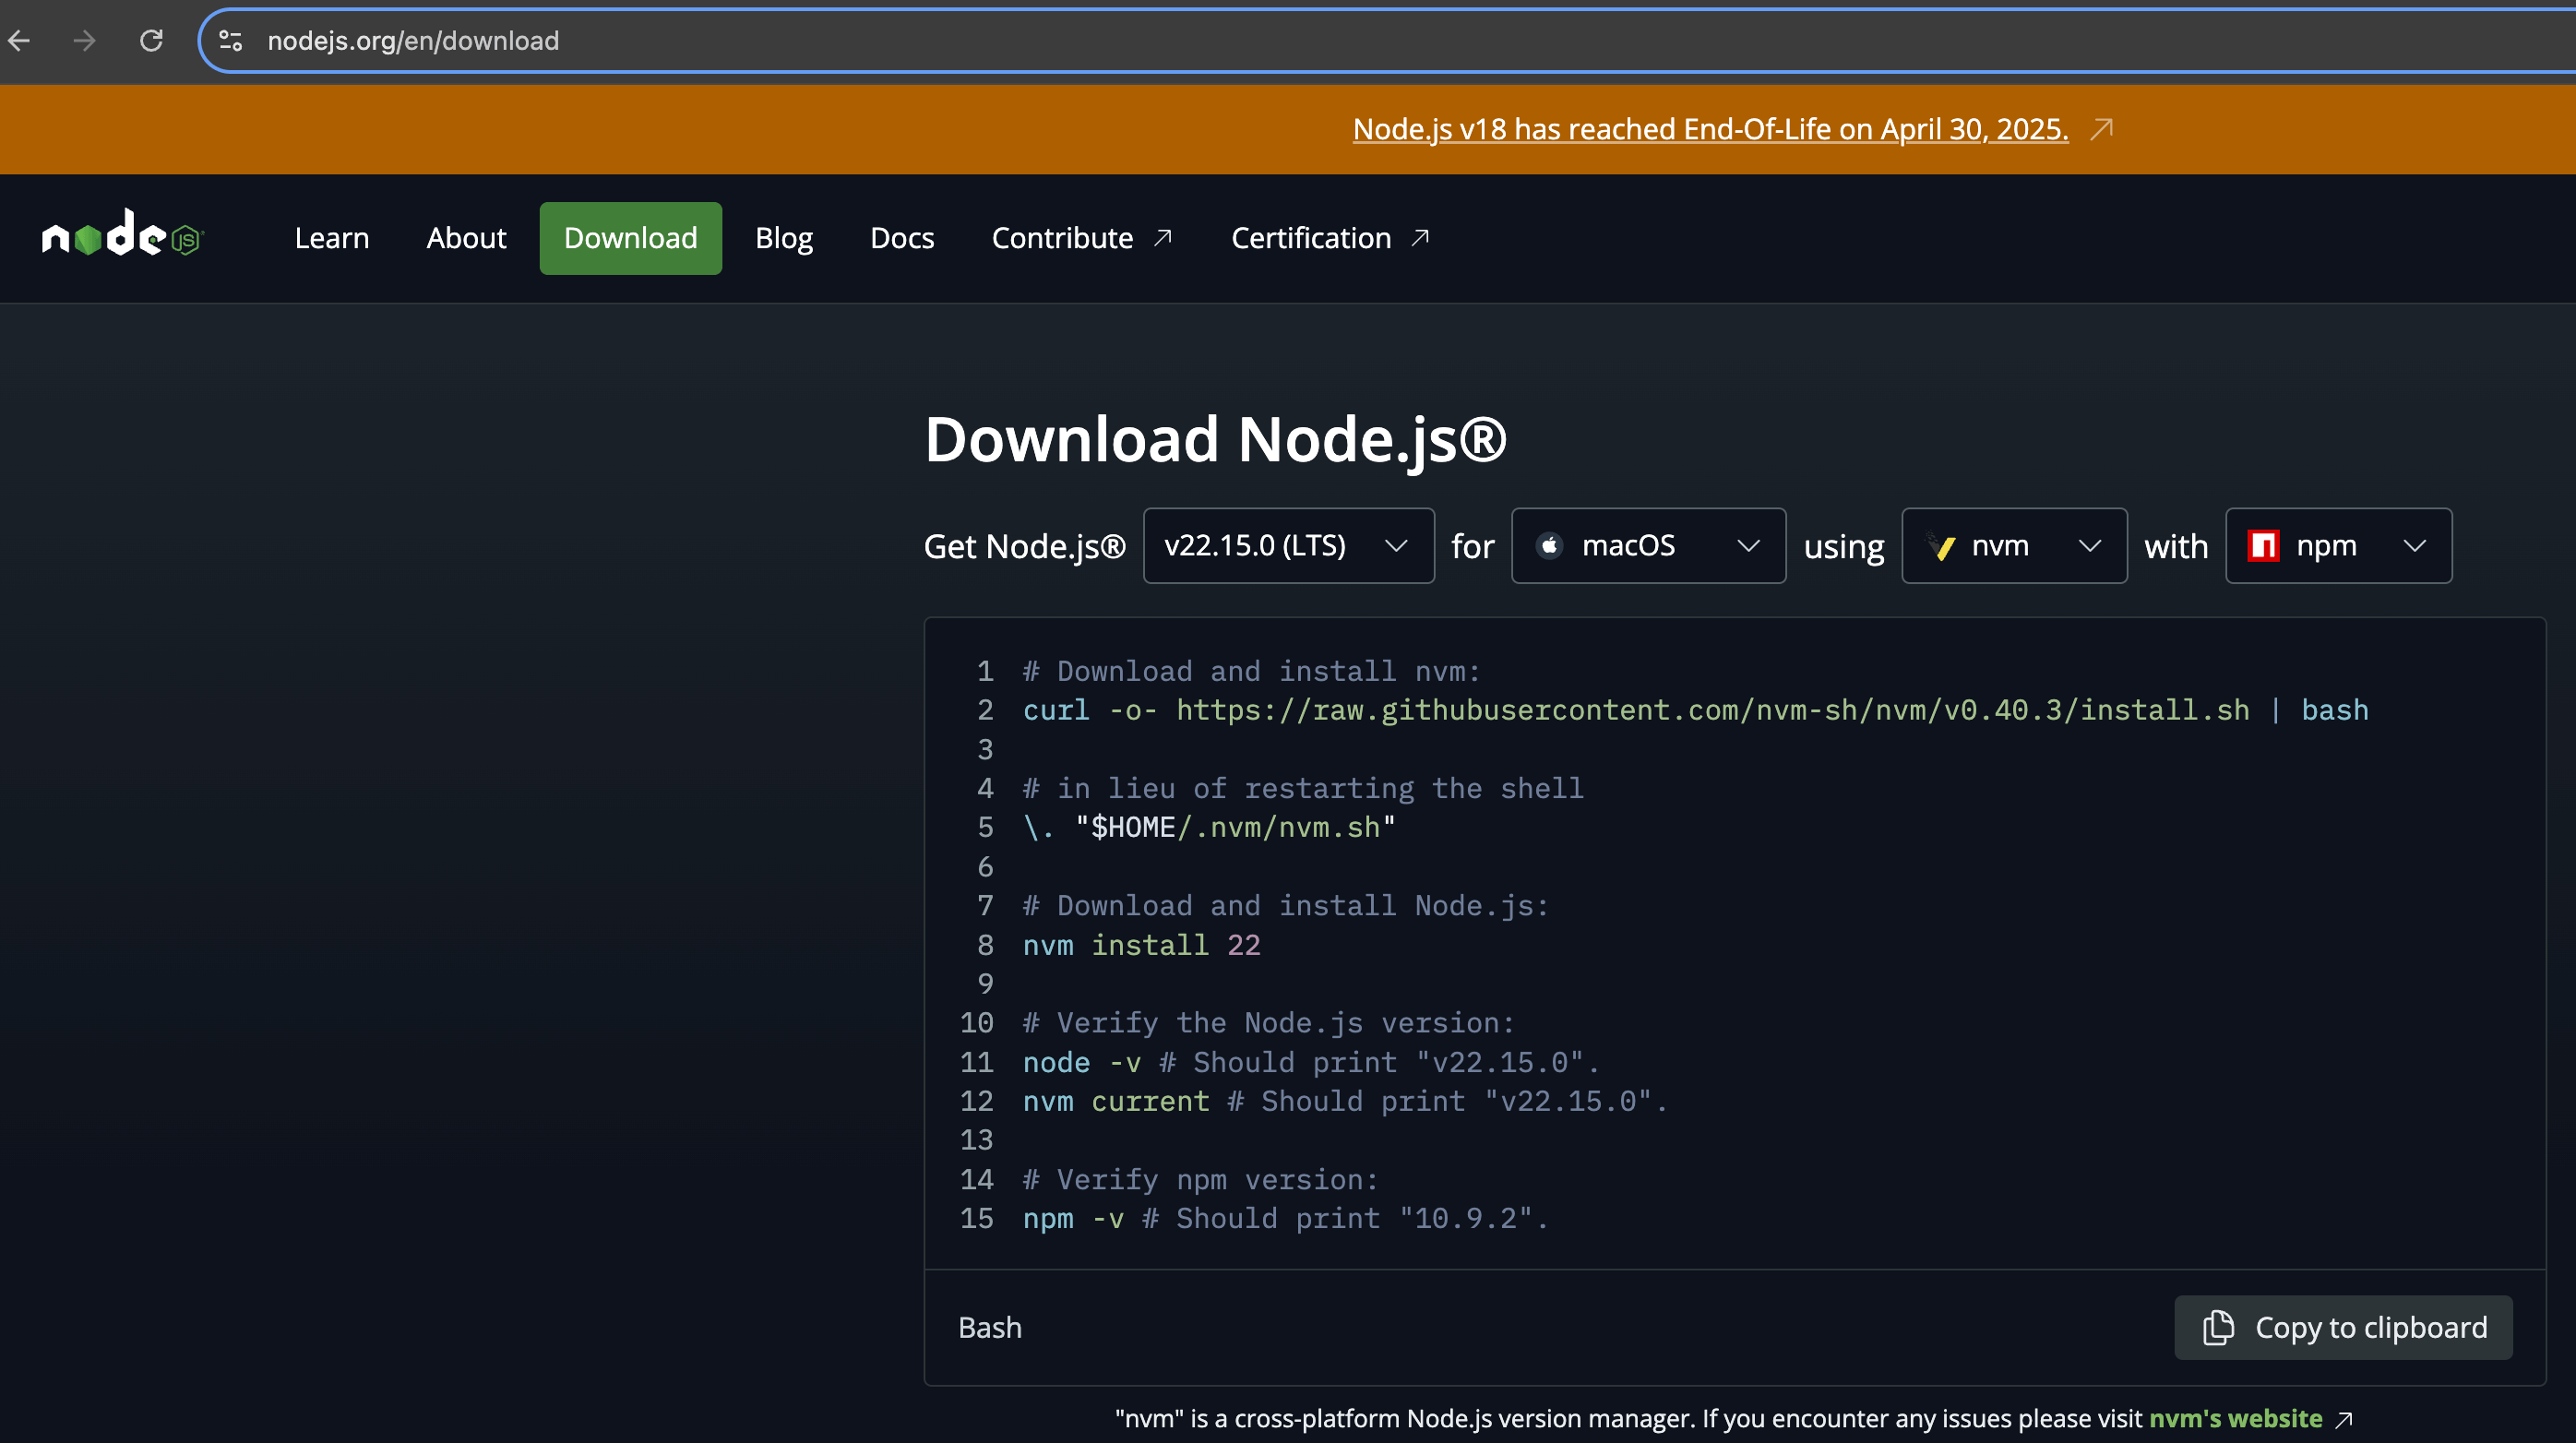 nodejs.org/en/download
Node.js v18 has reached End-Of-Life on April 30, 2025.
node JS
Learn About Download Blog Docs Contribute Certification
Download Node.js®
Get Node.js® v22.15.0 (LTS) for macOS using nvm with npm
1 # Download and install nvm:
2 curl -o- https://raw.githubusercontent.com/nvm-sh/nvm/v0.40.3/install.sh | bash
3
4 # in lieu of restarting the shell
5 \. "$HOME/.nvm/nvm.sh"
6
7 # Download and install Node.js:
8 nvm install 22
9
10 # Verify the Node.js version:
11 node -v # Should print "v22.15.0".
12 nvm current # Should print "v22.15.0".
13
14 # Verify npm version:
15 npm -v # Should print "10.9.2".
Bash Copy to clipboard
"nvm" is a cross-platform Node.js version manager. If you encounter any issues please visit nvm's website